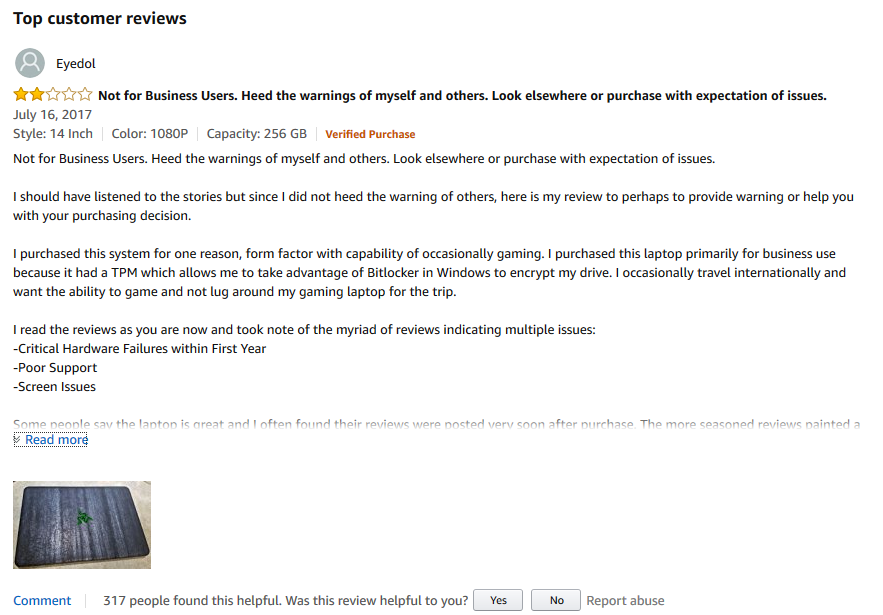 Top customer reviews
Eyedol
Not for Business Users. Heed the warnings of myself and others. Look elsewhere or purchase with expectation of issues.
July 16, 2017
Style: 14 Inch | Color: 1080P | Capacity: 256 GB | Verified Purchase
Not for Business Users. Heed the warnings of myself and others. Look elsewhere or purchase with expectation of issues.
I should have listened to the stories but since I did not heed the warning of others, here is my review to perhaps to provide warning or help you
with your purchasing decision.
I purchased this system for one reason, form factor with capability of occasionally gaming. I purchased this laptop primarily for business use
because it had a TPM which allows me to take advantage of Bitlocker in Windows to encrypt my drive. I occasionally travel internationally and
want the ability to game and not lug around my gaming laptop for the trip.
I read the reviews as you are now and took note of the myriad of reviews indicating multiple issues:
-Critical Hardware Failures within First Year
-Poor Support
-Screen Issues
Some people say the laptop is great and I often found their reviews were posted very soon after purchase. The more seasoned reviews painted a
Read more
Comment | 317 people found this helpful. Was this review helpful to you? Yes No Report abuse